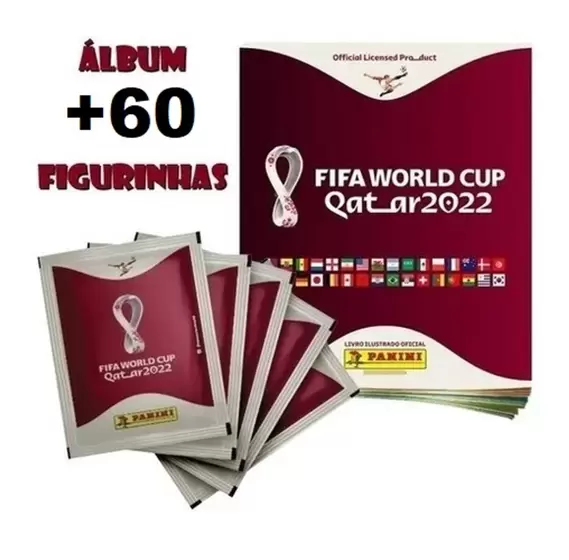 ÁLBUM
+60
FIGURINHAS
Official Licensed Product
FIFA WORLD CUP
Qatar2022
LIVRO ILUSTRADO OFICIAL
PANINI
FIFA WORLD CUP
Qatar2022
PANINI